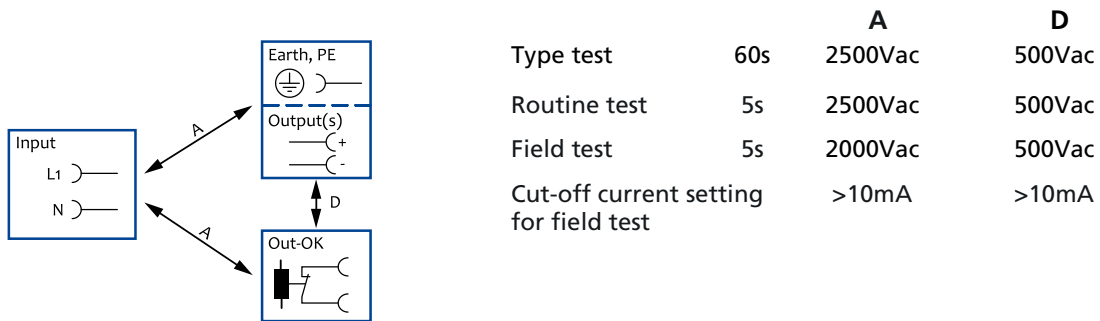 Input
L1
N
A
A
Earth, PE
Output(s)
+
-
D
Out-OK
A D
Type test 60s 2500Vac 500Vac
Routine test 5s 2500Vac 500Vac
Field test 5s 2000Vac 500Vac
Cut-off current setting >10mA >10mA
for field test